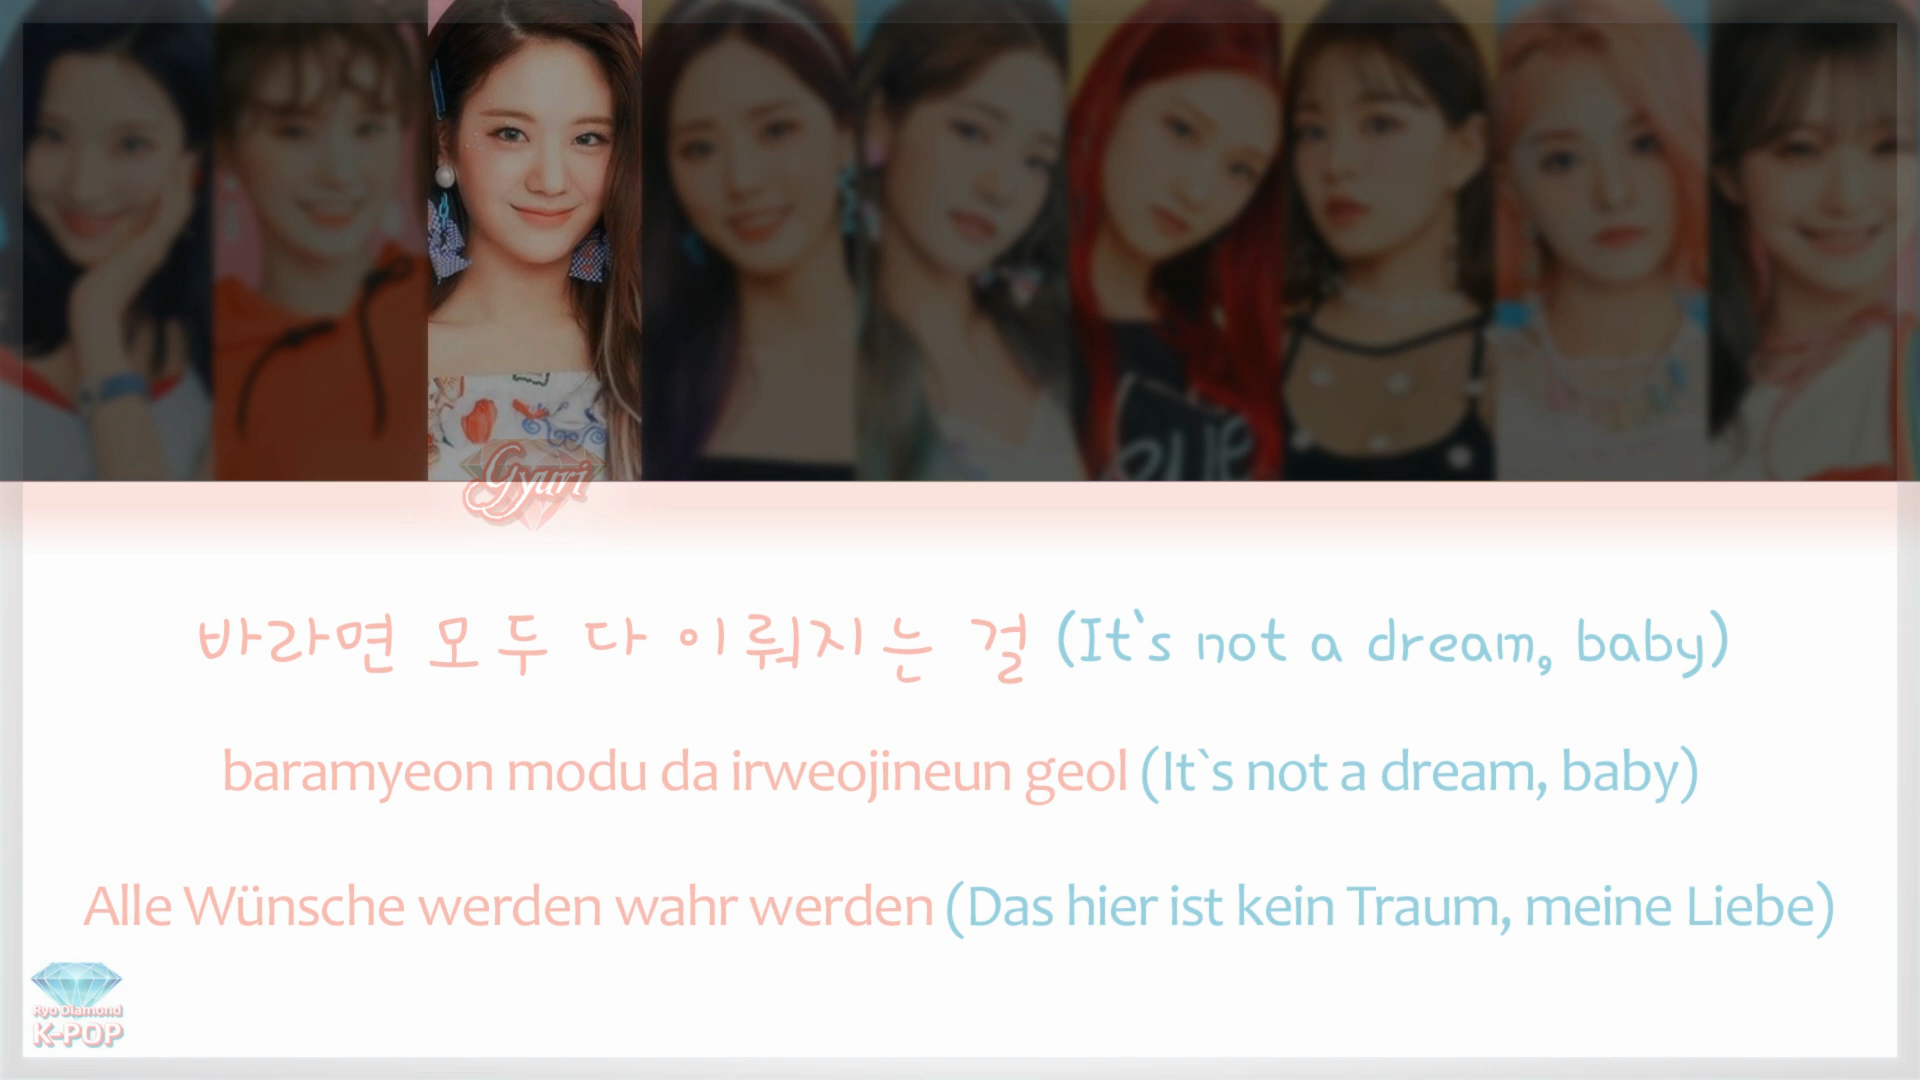 Gyuri
바라면 모두 다 이뤄지는 걸 (It`s not a dream, baby)
baramyeon modu da irweojineun geol (It`s not a dream, baby)
Alle Wünsche werden wahr werden (Das hier ist kein Traum, meine Liebe)
Ryo Diamond
K-POP